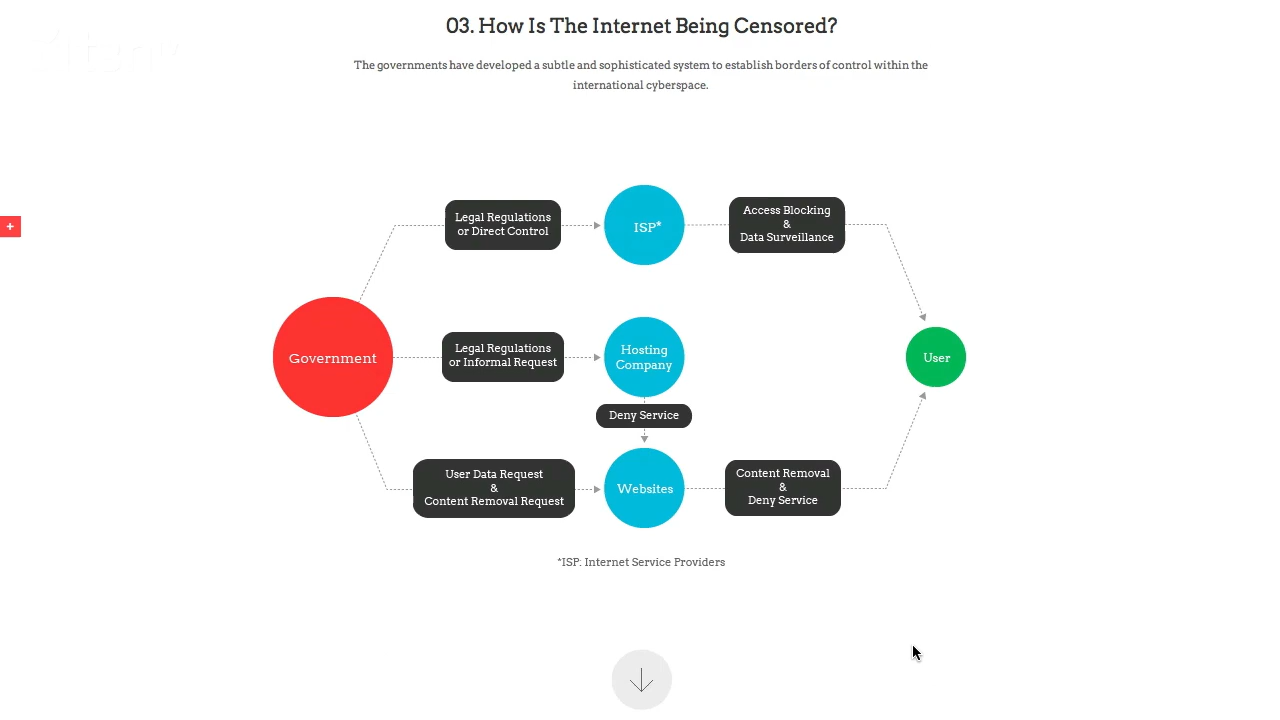 03. How Is The Internet Being Censored?
The governments have developed a subtle and sophisticated system to establish borders of control within the
international cyberspace.
Legal Regulations
or Direct Control
ISP*
Access Blocking
&
Data Surveillance
Government
Legal Regulations
or Informal Request
Hosting
Company
User
Deny Service
User Data Request
&
Content Removal Request
Websites
Content Removal
&
Deny Service
*ISP: Internet Service Providers
+